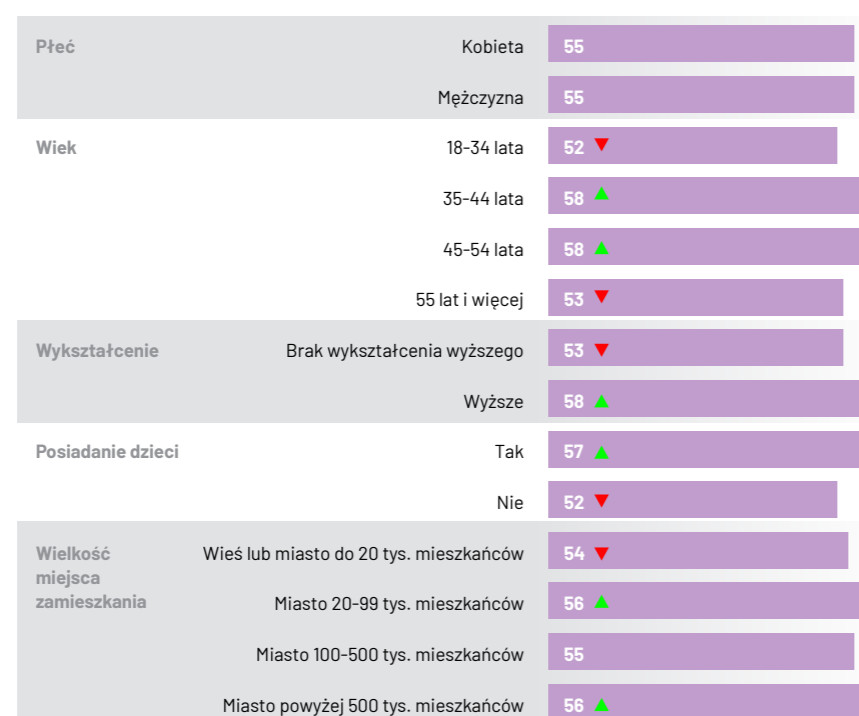 Płeć Kobieta 55
Mężczyzna 55
Wiek 18-34 lata 52
35-44 lata 58
45-54 lata 58
55 lat i więcej 53
Wykształcenie Brak wykształcenia wyższego 53
Wyższe 58
Posiadanie dzieci Tak 57
Nie 52
Wielkość Wieś lub miasto do 20 tys. mieszkańców 54
miejsca
zamieszkania Miasto 20-99 tys. mieszkańców 56
Miasto 100-500 tys. mieszkańców 55
Miasto powyżej 500 tys. mieszkańców 56